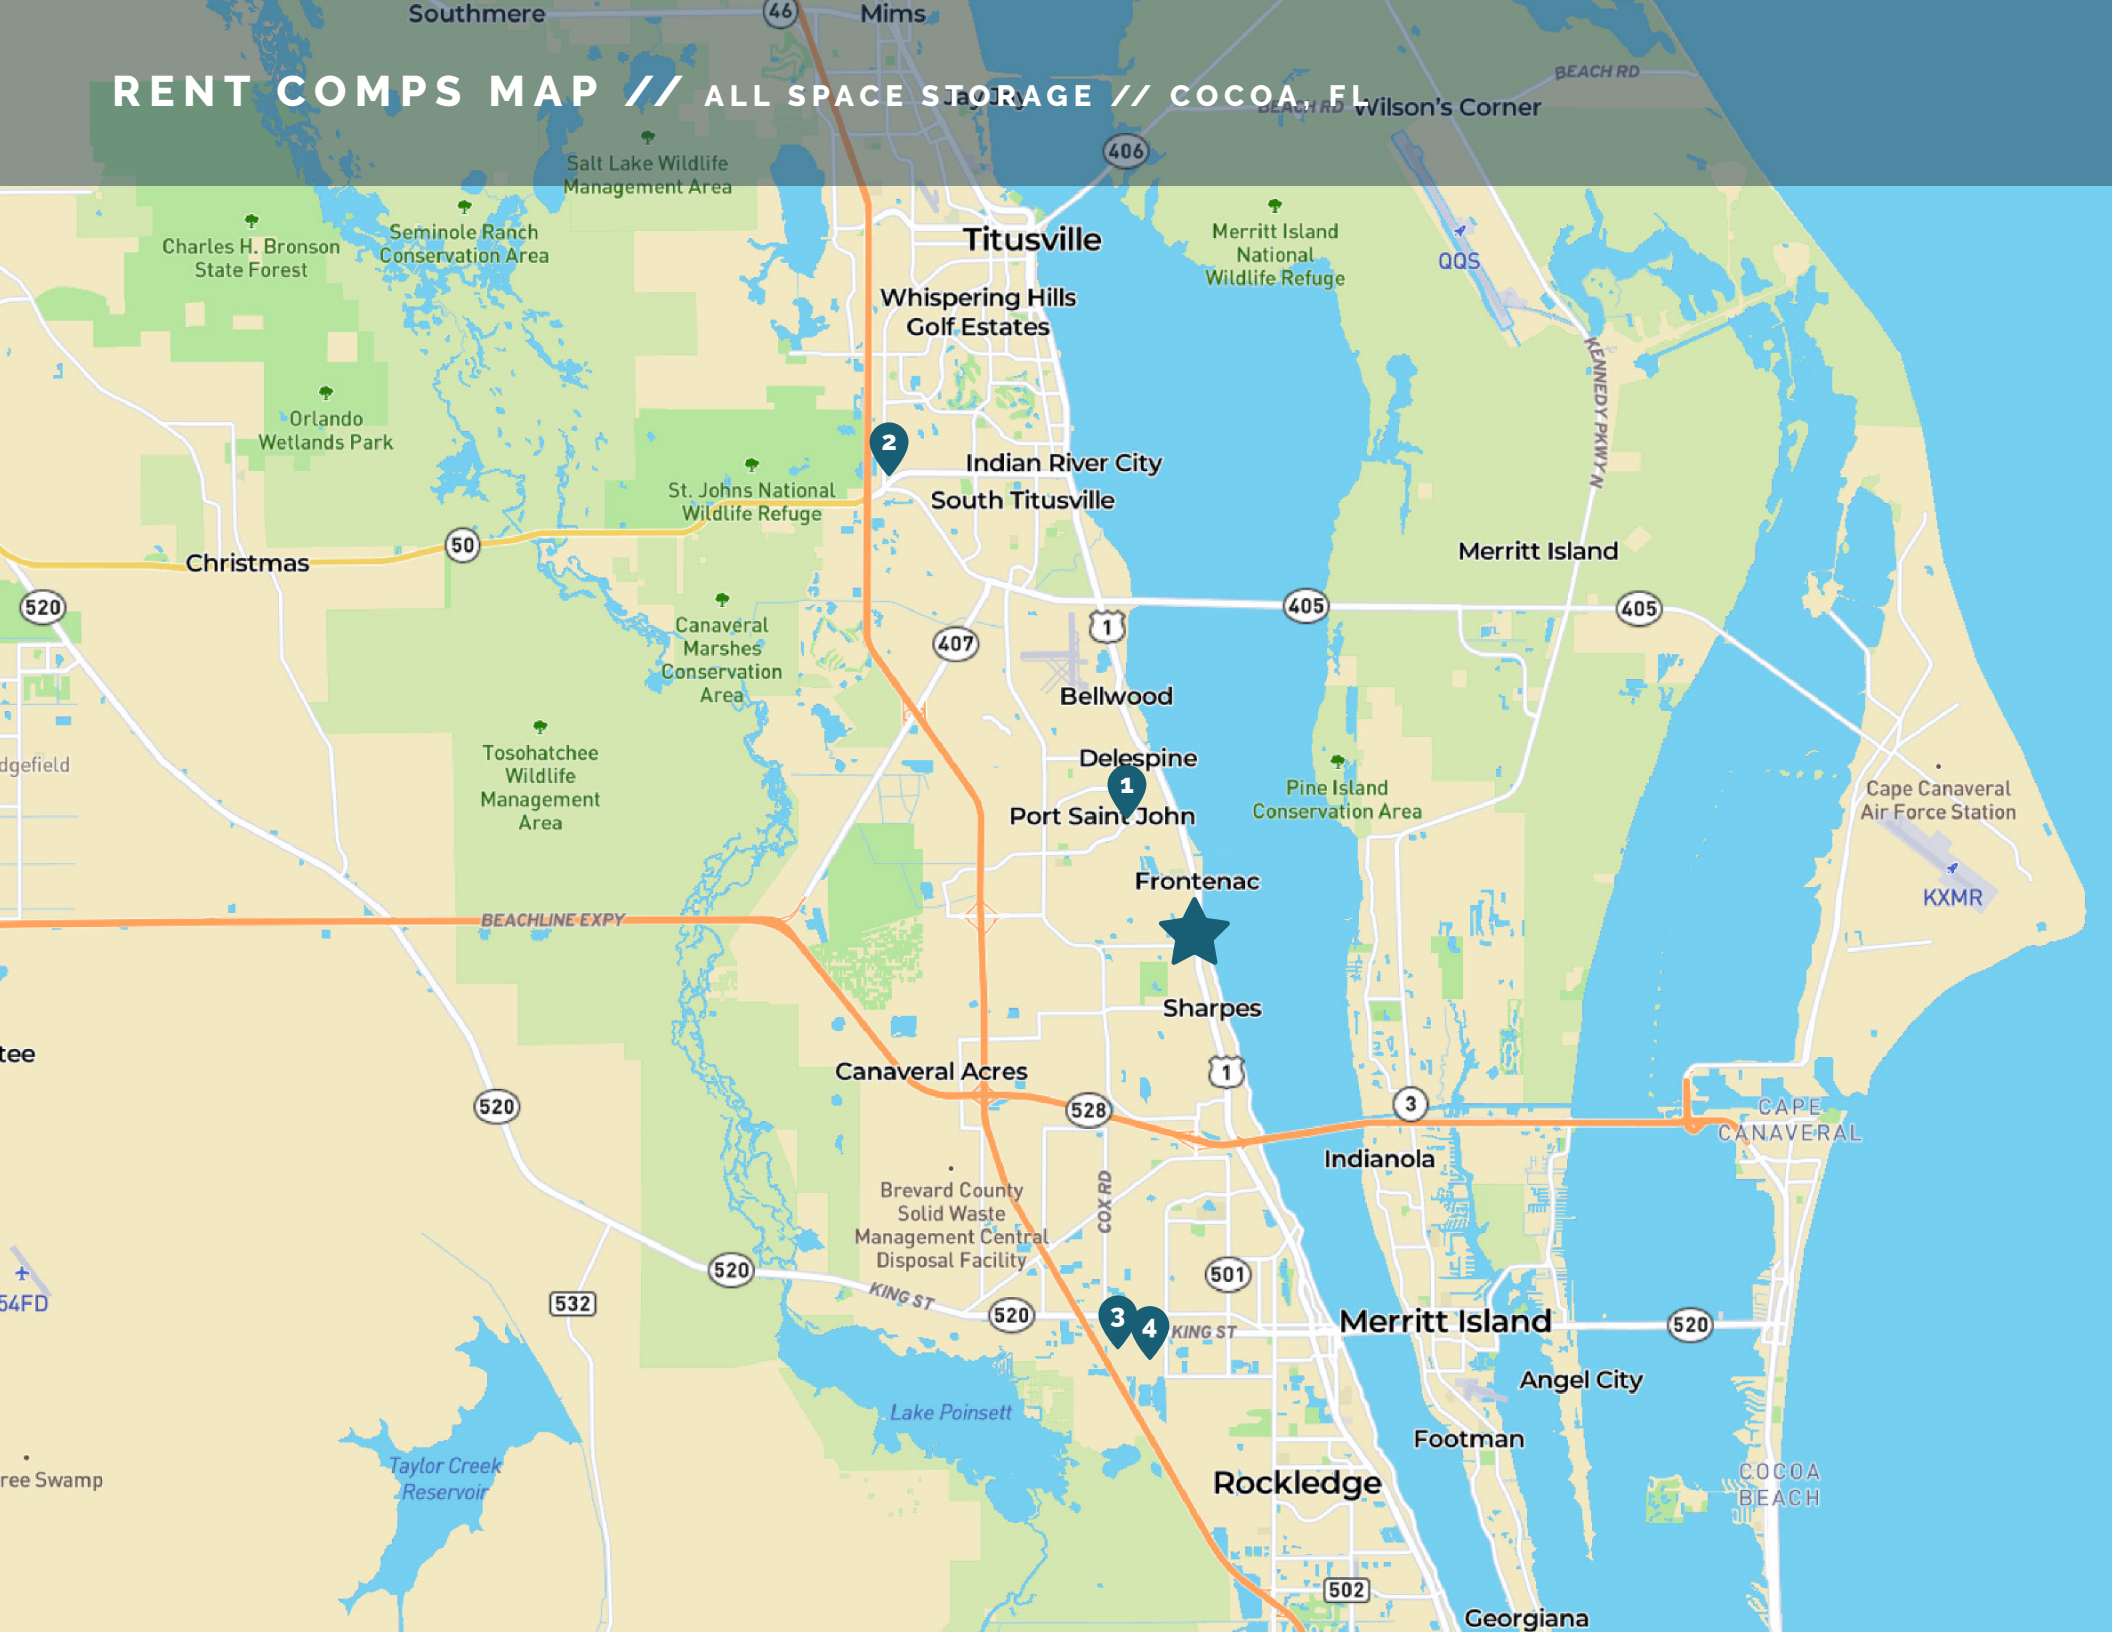 Southmere
46
Mims
RENT COMPS MAP // ALL SPACE STORAGE // COCOA, FL
Jay Jay
BEACH RD
BEACH RD
Wilson's Corner
406
Salt Lake Wildlife
Management Area
Charles H. Bronson
State Forest
Seminole Ranch
Conservation Area
Titusville
Merritt Island
National
Wildlife Refuge
QQS
Whispering Hills
Golf Estates
KENNEDY PKWY N
Orlando
Wetlands Park
2
Indian River City
St. Johns National
Wildlife Refuge
South Titusville
50
Christmas
Merritt Island
520
405
405
Canaveral
Marshes
Conservation
Area
407
1
Bellwood
Tosohatchee
Wildlife
Management
Area
dgefield
Delespine
1
Port Saint John
Pine Island
Conservation Area
Cape Canaveral
Air Force Station
KXMR
Frontenac
BEACHLINE EXPY
Sharpes
tee
Canaveral Acres
1
520
528
3
CAPE
CANAVERAL
Indianola
Brevard County
Solid Waste
Management Central
Disposal Facility
COX RD
520
501
54FD
532
KING ST
520
3
4
KING ST
Merritt Island
520
Angel City
Lake Poinsett
Footman
Taylor Creek
Reservoir
ree Swamp
Rockledge
COCOA
BEACH
502
Georgiana